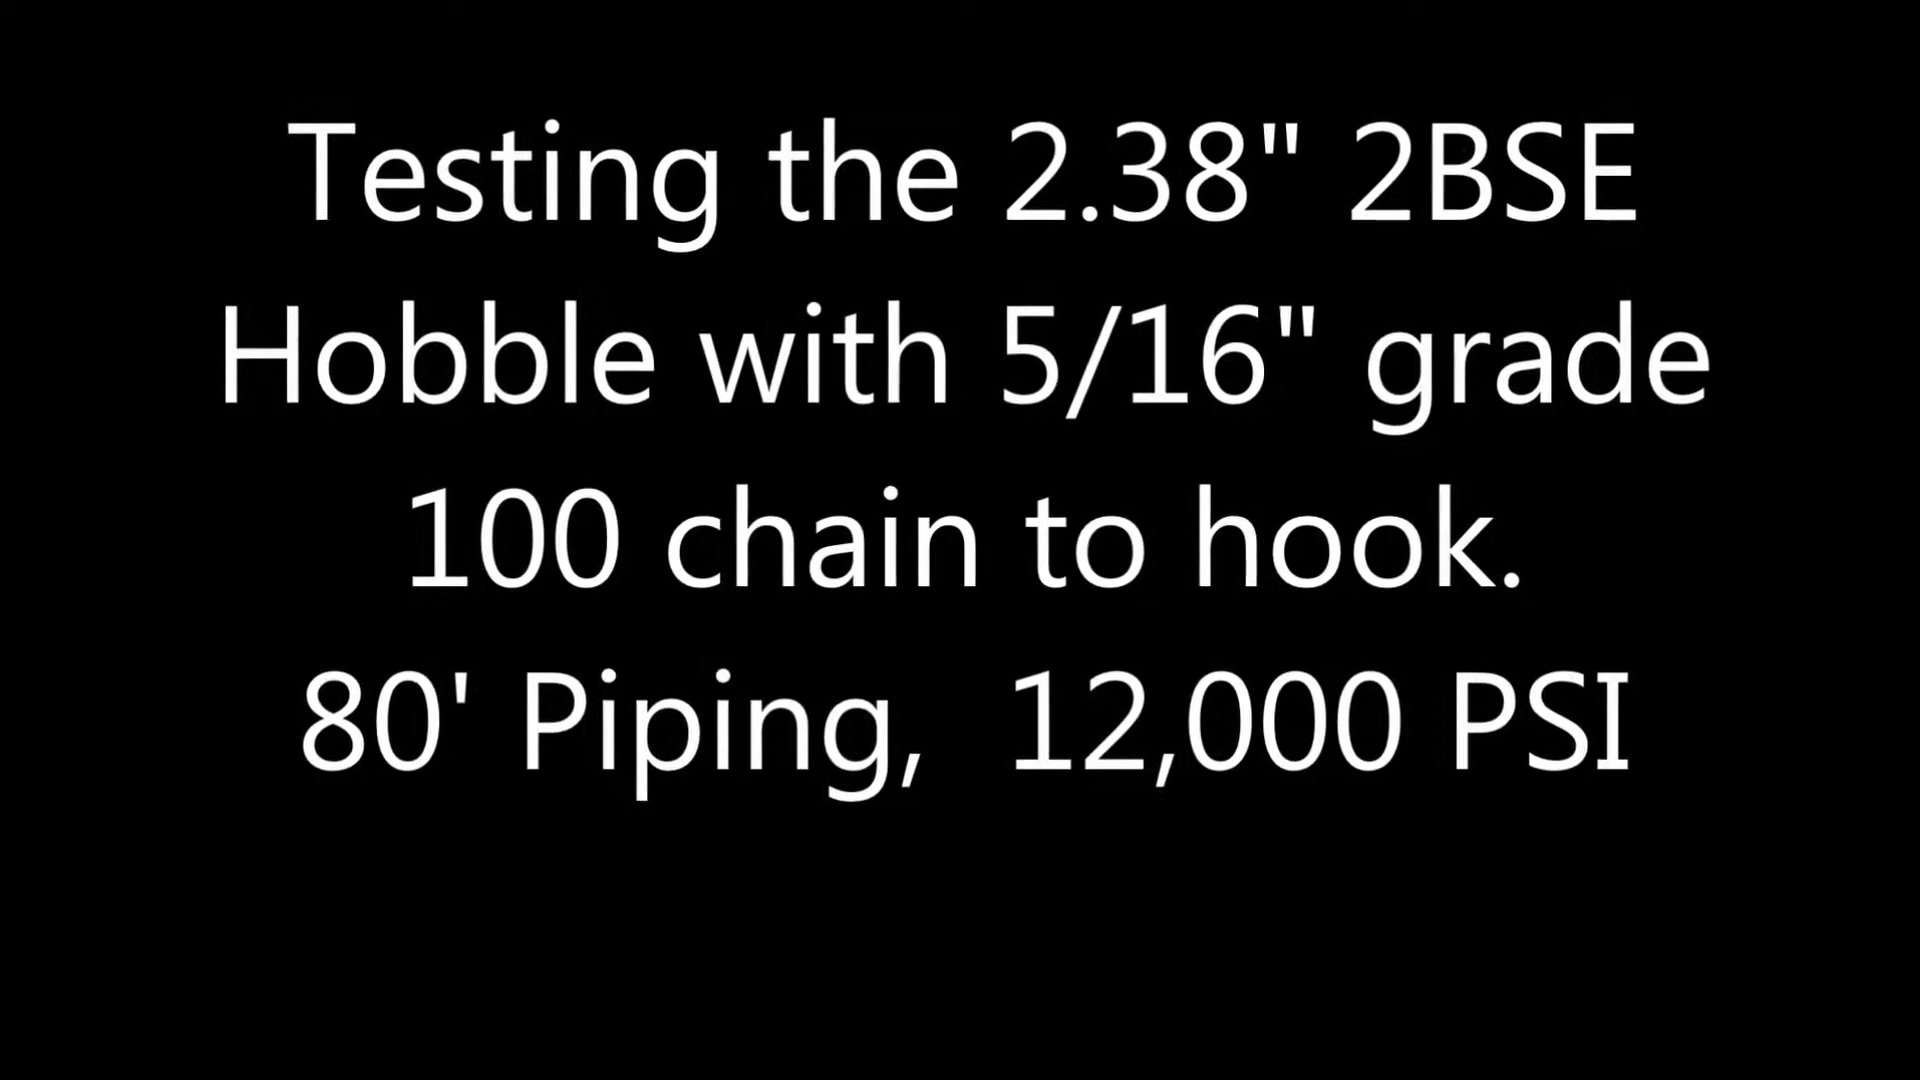 Testing the 2.38" 2BSE
Hobble with 5/16" grade
100 chain to hook.
80' Piping,  12,000 PSI